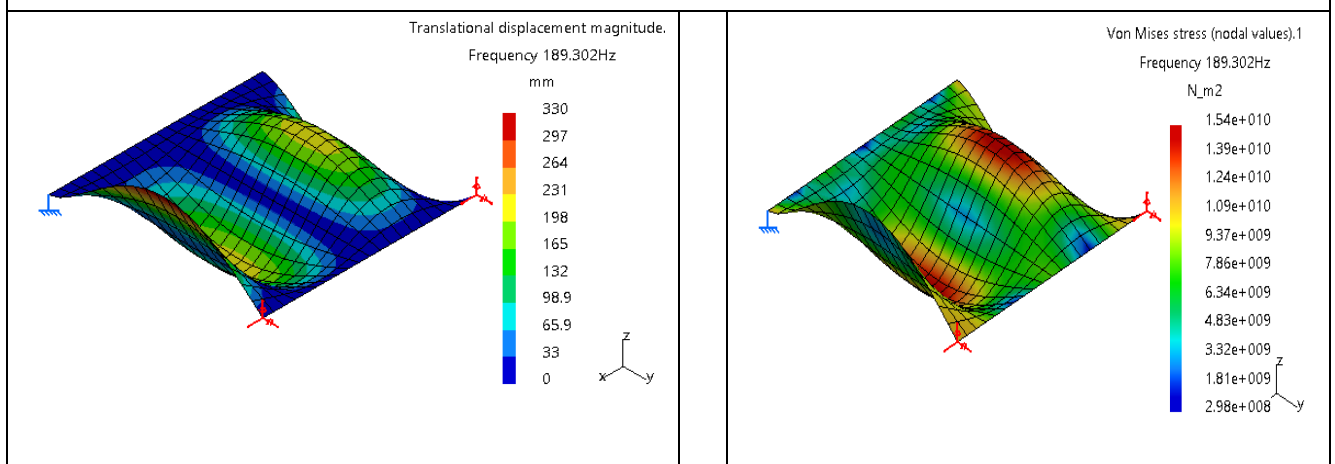 Translational displacement magnitude.
Frequency 189.302Hz
mm
330
297
264
231
198
165
132
98.9
65.9
33
0
z
x
y
Von Mises stress (nodal values).1
Frequency 189.302Hz
N_m2
1.54e+010
1.39e+010
1.24e+010
1.09e+010
9.37e+009
7.86e+009
6.34e+009
4.83e+009
3.32e+009
1.81e+009
2.98e+008
z
y